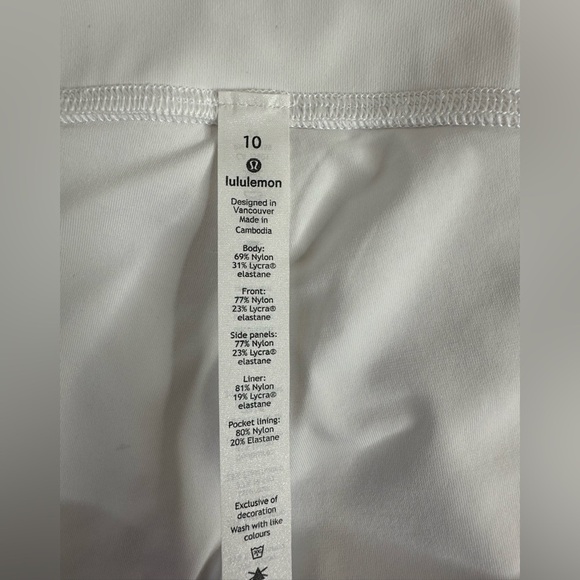 10
lululemon
Designed in
Vancouver
Made in
Cambodia
Body:
69% Nylon
31% Lycra®
elastane
Front:
77% Nylon
23% Lycra®
elastane
Side panels:
77% Nylon
23% Lycra®
elastane
Liner:
81% Nylon
19% Lycra®
elastane
Pocket lining:
80% Nylon
20% Elastane
Exclusive of
decoration
Wash with like
colours